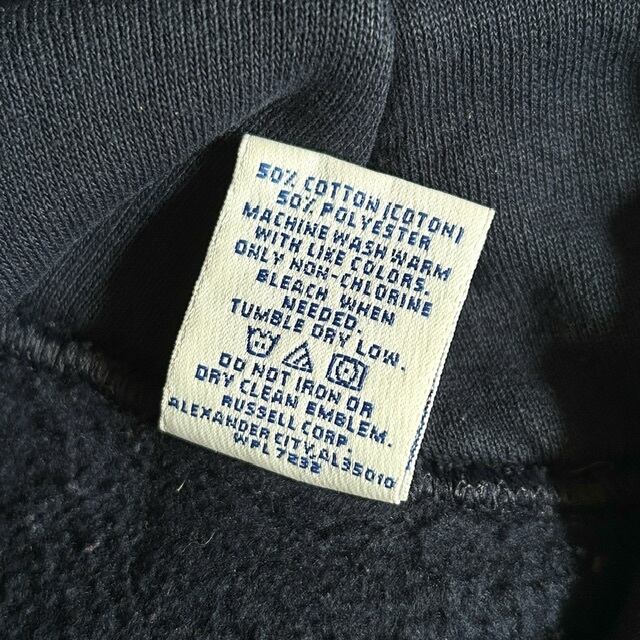 50% COTTON (COTON)
50% POLYESTER
MACHINE WASH WARM
WITH LIKE COLORS.
ONLY NON-CHLORINE
BLEACH WHEN
NEEDED.
TUMBLE DRY LOW.
DO NOT IRON OR
DRY CLEAN EMBLEM.
RUSSELL CORP.
ALEXANDER CITY, AL 35010
WPL 7232